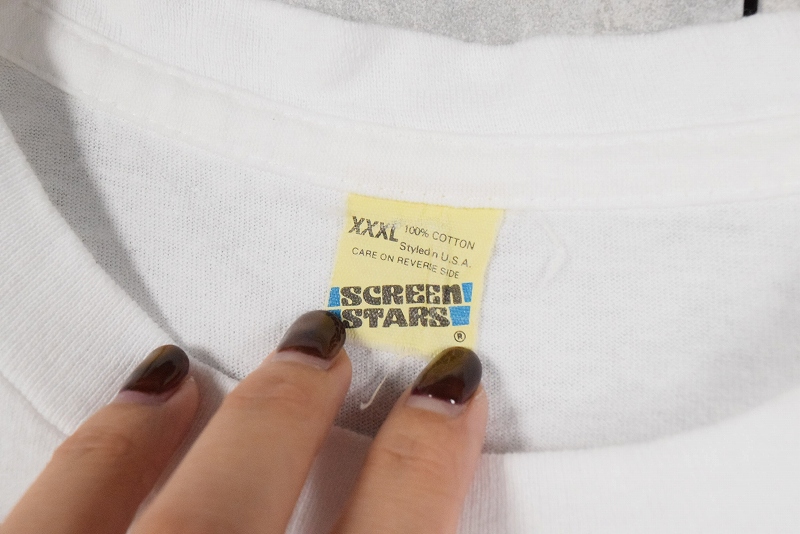 XXXL 100% COTTON
Styled in U.S.A.
CARE ON REVERSE SIDE
SCREEN
STARS
®